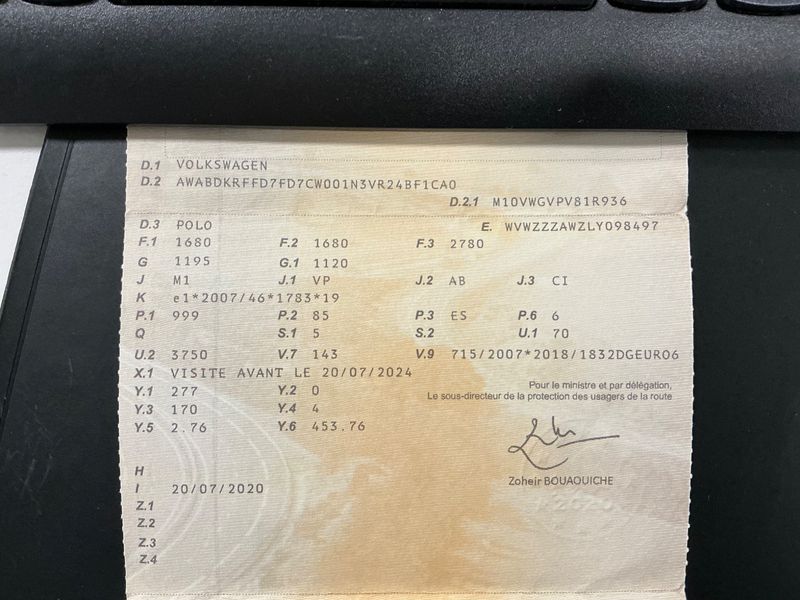 D.1 VOLKSWAGEN
D.2 AWABDKRFFD7FD7CW001N3VR24BF1CA0
D.2.1 M10VWGVPV81R936
D.3 POLO E. WVWZZZAWZLY098497
F.1 1680 F.2 1680 F.3 2780
G 1195 G.1 1120
J M1 J.1 VP J.2 AB J.3 CI
K e1*2007/46*1783*19
P.1 999 P.2 85 P.3 ES P.6 6
Q S.1 5 S.2 U.1 70
U.2 3750 V.7 143 V.9 715/2007*2018/1832DGEURO6
X.1 VISITE AVANT LE 20/07/2024
Y.1 277 Y.2 0
Pour le ministre et par délégation,
Le sous-directeur de la protection des usagers de la route
Y.3 170 Y.4 4
Y.5 2.76 Y.6 453.76
H
Zoheir BOUAOUICHE
I 20/07/2020
Z.1
Z.2
Z.3
Z.4